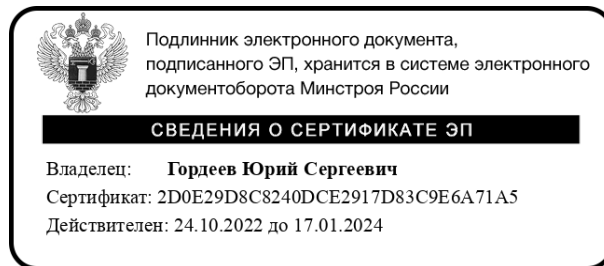 Подлинник электронного документа,
подписанного ЭП, хранится в системе электронного
документоборота Минстроя России
СВЕДЕНИЯ О СЕРТИФИКАТЕ ЭП
Владелец: Гордеев Юрий Сергеевич
Сертификат: 2D0E29D8C8240DCE2917D83C9E6A71A5
Действителен: 24.10.2022 до 17.01.2024